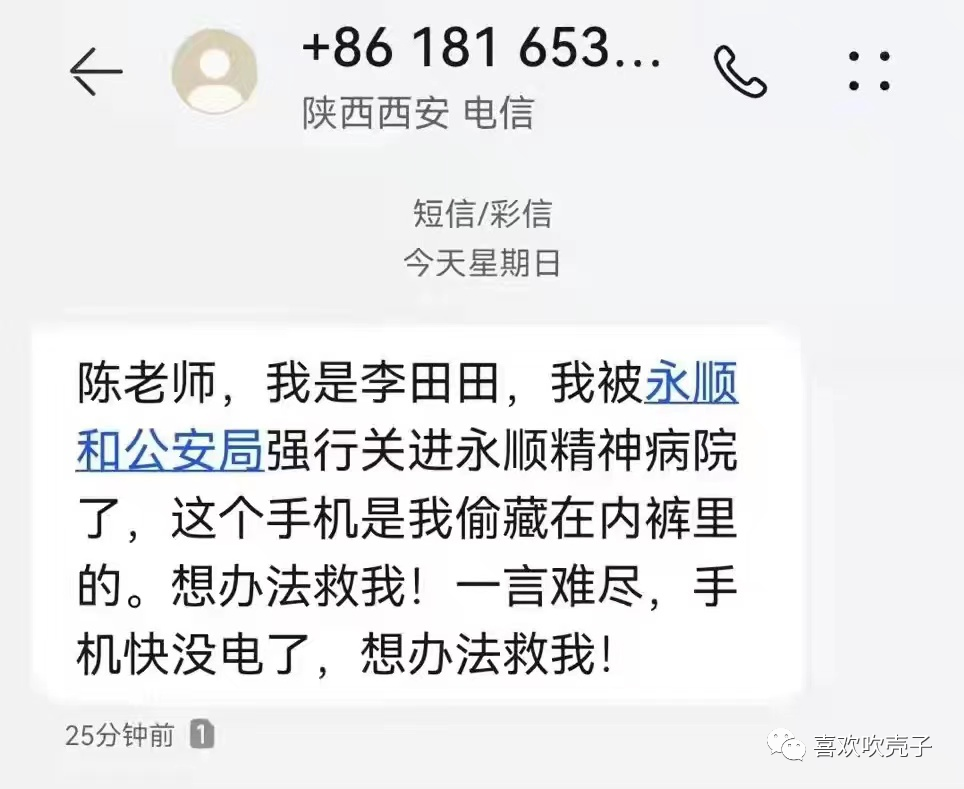 +86 181 653...
陕西西安 电信
短信/彩信
今天星期日
陈老师，我是李田田，我被永顺
和公安局强行关进永顺精神病院
了，这个手机是我偷藏在内裤里
的。想办法救我！一言难尽，手
机快没电了，想办法救我！
25分钟前 1
喜欢吹壳子